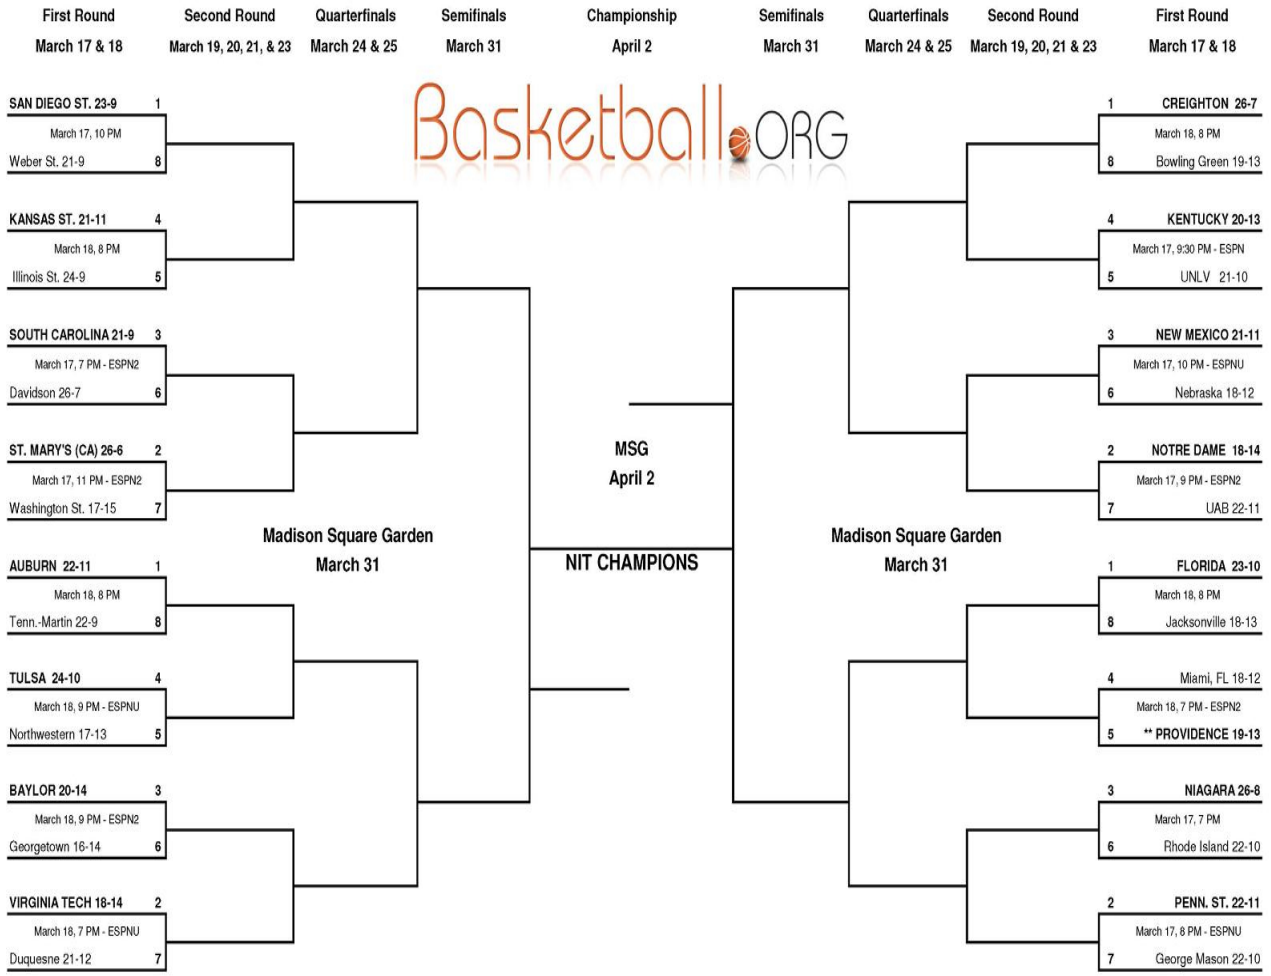 First Round Second Round Quarterfinals Semifinals Championship Semifinals Quarterfinals Second Round First Round
March 17 & 18 March 19, 20, 21, & 23 March 24 & 25 March 31 April 2 March 31 March 24 & 25 March 19, 20, 21 & 23 March 17 & 18
Basketball.ORG
SAN DIEGO ST. 23-9 1
March 17, 10 PM
Weber St. 21-9 8
KANSAS ST. 21-11 4
March 18, 8 PM
Illinois St. 24-9 5
SOUTH CAROLINA 21-9 3
March 17, 7 PM - ESPN2
Davidson 26-7 6
ST. MARY'S (CA) 26-6 2
March 17, 11 PM - ESPN2
Washington St. 17-15 7
Madison Square Garden
March 31
AUBURN 22-11 1
March 18, 8 PM
Tenn.-Martin 22-9 8
TULSA 24-10 4
March 18, 9 PM - ESPNU
Northwestern 17-13 5
BAYLOR 20-14 3
March 18, 9 PM - ESPN2
Georgetown 16-14 6
VIRGINIA TECH 18-14 2
March 18, 7 PM - ESPNU
Duquesne 21-12 7
MSG
April 2
NIT CHAMPIONS
1 CREIGHTON 26-7
March 18, 8 PM
8 Bowling Green 19-13
4 KENTUCKY 20-13
March 17, 9:30 PM - ESPN
5 UNLV 21-10
3 NEW MEXICO 21-11
March 17, 10 PM - ESPNU
6 Nebraska 18-12
2 NOTRE DAME 18-14
March 17, 9 PM - ESPN2
7 UAB 22-11
Madison Square Garden
March 31
1 FLORIDA 23-10
March 18, 8 PM
8 Jacksonville 18-13
4 Miami, FL 18-12
March 18, 7 PM - ESPN2
5 ** PROVIDENCE 19-13
3 NIAGARA 26-8
March 17, 7 PM
6 Rhode Island 22-10
2 PENN. ST. 22-11
March 17, 8 PM - ESPNU
7 George Mason 22-10